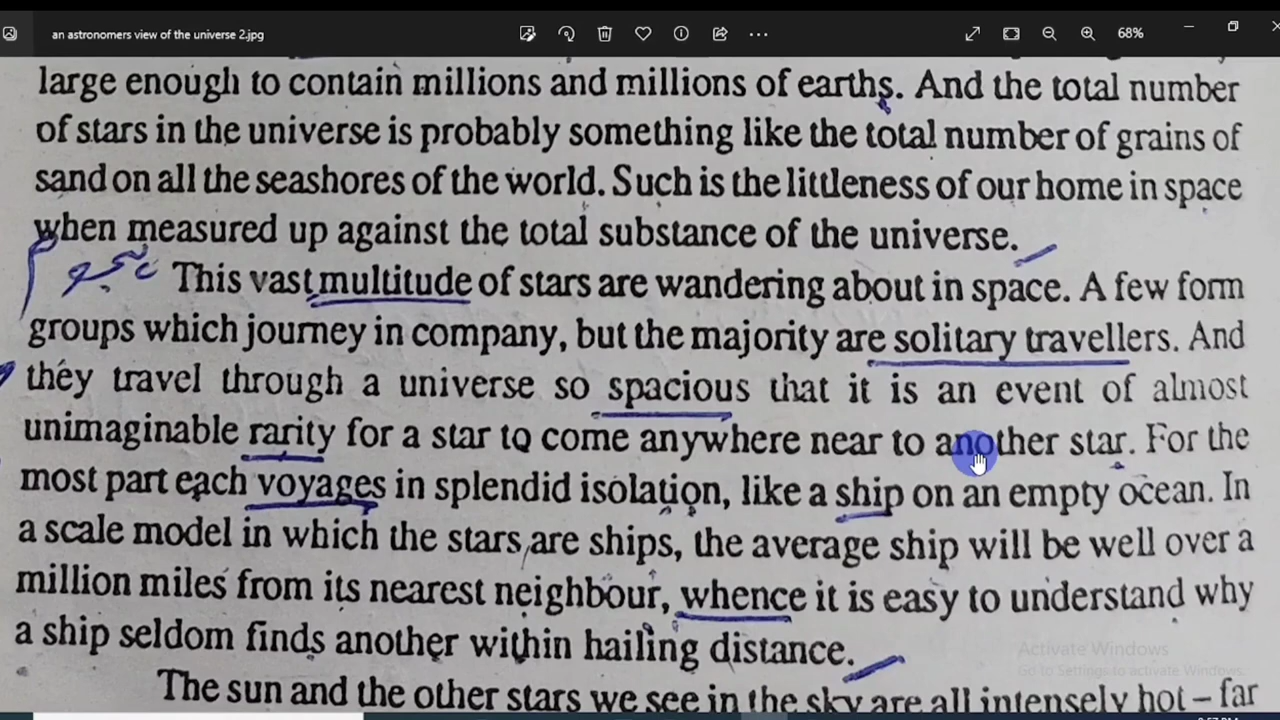 an astronomers view of the universe 2.jpg
68%
large enough to contain millions and millions of earths. And the total number
of stars in the universe is probably something like the total number of grains of
sand on all the seashores of the world. Such is the littleness of our home in space
when measured up against the total substance of the universe.
This vast multitude of stars are wandering about in space. A few form
groups which journey in company, but the majority are solitary travellers. And
they travel through a universe so spacious that it is an event of almost
unimaginable rarity for a star to come anywhere near to another star. For the
most part each voyages in splendid isolation, like a ship on an empty ocean. In
a scale model in which the stars are ships, the average ship will be well over a
million miles from its nearest neighbour, whence it is easy to understand why
a ship seldom finds another within hailing distance.
Activate Windows
Go to Settings to activate Windows.
The sun and the other stars we see in the sky are all intensely hot – far